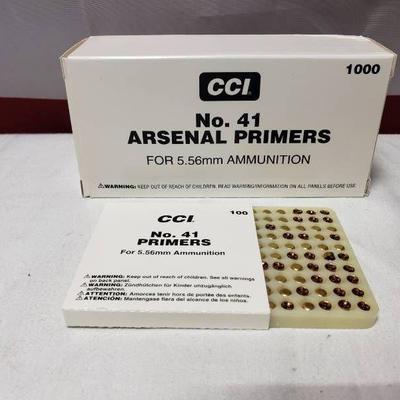 CCI 1000
No. 41
ARSENAL PRIMERS
FOR 5.56mm AMMUNITION
⚠WARNING: KEEP OUT OF REACH OF CHILDREN. READ WARNING/INFORMATION ON ALL PANELS BEFORE USE.
CCI 100
No. 41
PRIMERS
For 5.56mm Ammunition
⚠WARNING: Keep out of reach of children. See all warnings
on back panel.
⚠WARNUNG: Zündhütchen für Kinder unzugänglich
aufbewahren.
⚠ATTENTION: Amorces tenir hors de portée des enfants.
⚠ATENCIÓN: Mantengase fiera del alcance de los niños.